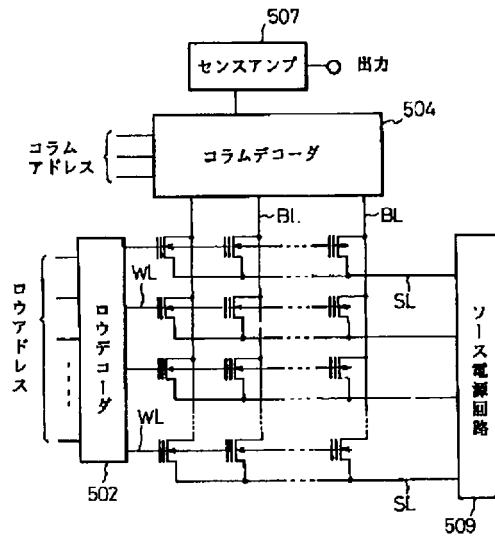 507
センスアンプ
出力
504
コラム
アドレス
コラムデコーダ
BL
BL
WL
SL
ロウアドレス
ロウデコーダ
ソース電源回路
WL
502
SL
509